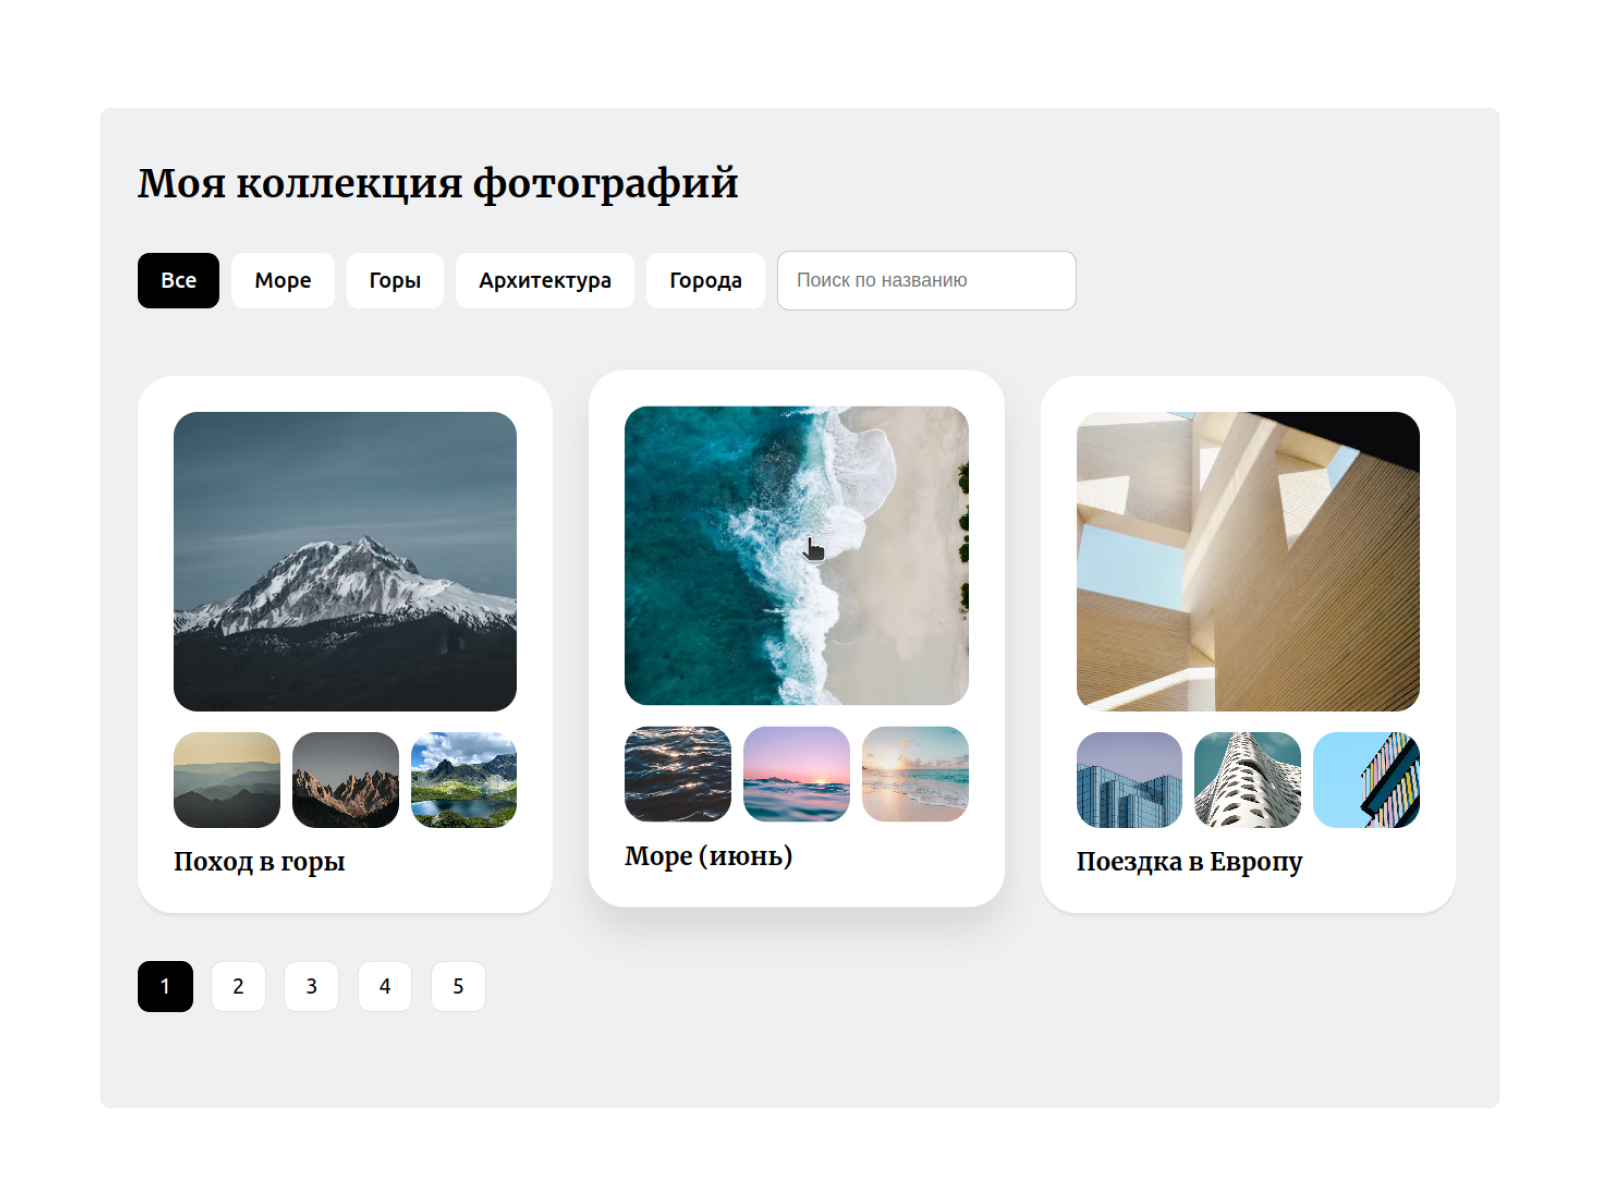 Моя коллекция фотографий
Все Море Горы Архитектура Города Поиск по названию
Поход в горы
Море (июнь)
Поездка в Европу
1 2 3 4 5